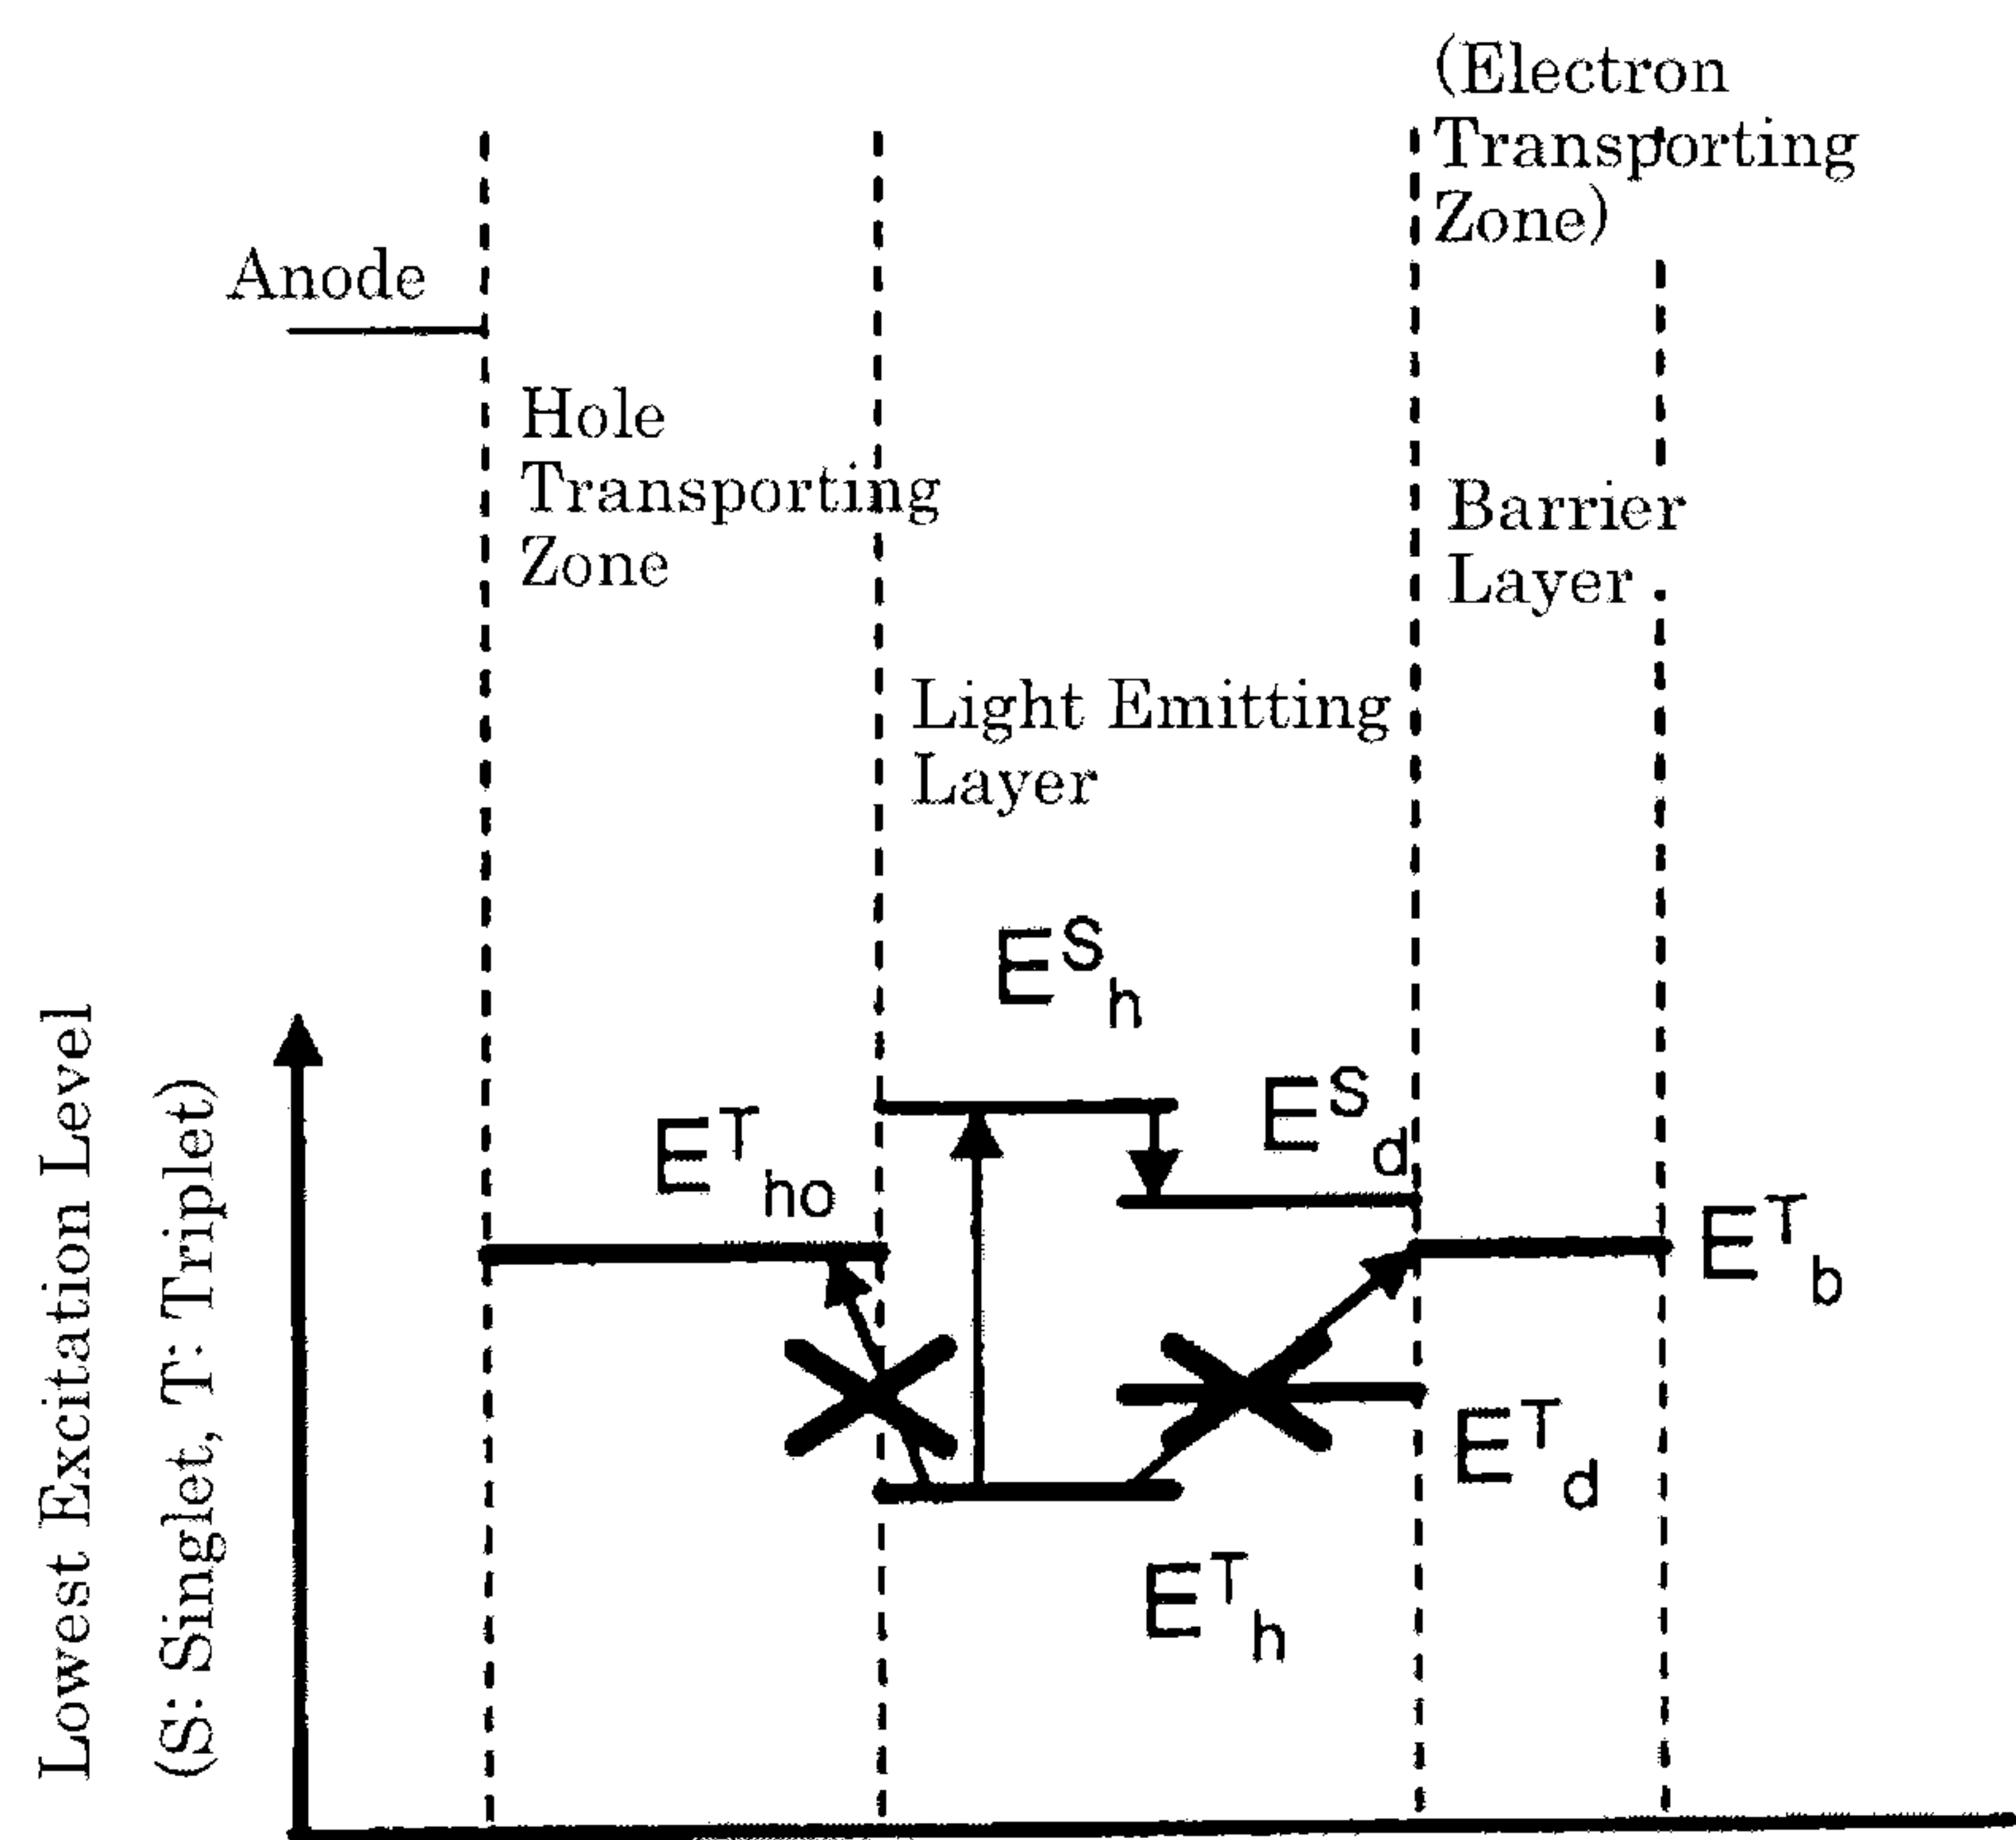 (Electron
Transporting
Zone)
Anode
Hole
Transporting
Zone
Barrier
Layer
Light Emitting
Layer
E^S_h
E^S_d
E^T_ho
E^T_b
E^T_d
E^T_h
Lowest Excitation Level
(S: Singlet, T: Triplet)